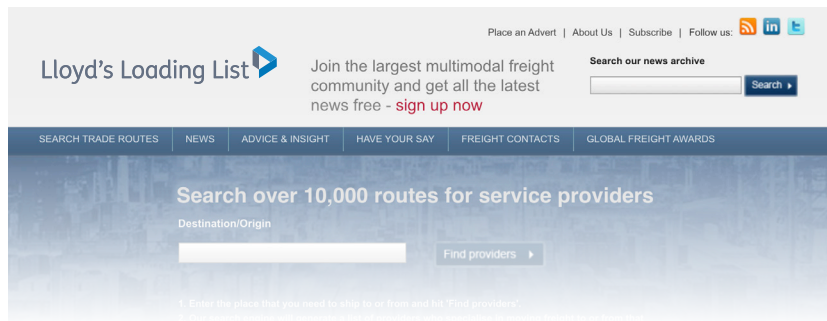 Place an Advert | About Us | Subscribe | Follow us:
Lloyd's Loading List
Join the largest multimodal freight
community and get all the latest
news free - sign up now
Search our news archive
Search
SEARCH TRADE ROUTES NEWS ADVICE & INSIGHT HAVE YOUR SAY FREIGHT CONTACTS GLOBAL FREIGHT AWARDS
Search over 10,000 routes for service providers
Destination/Origin
Find providers
1. Enter the place that you need to ship to or from and hit 'Find providers'.